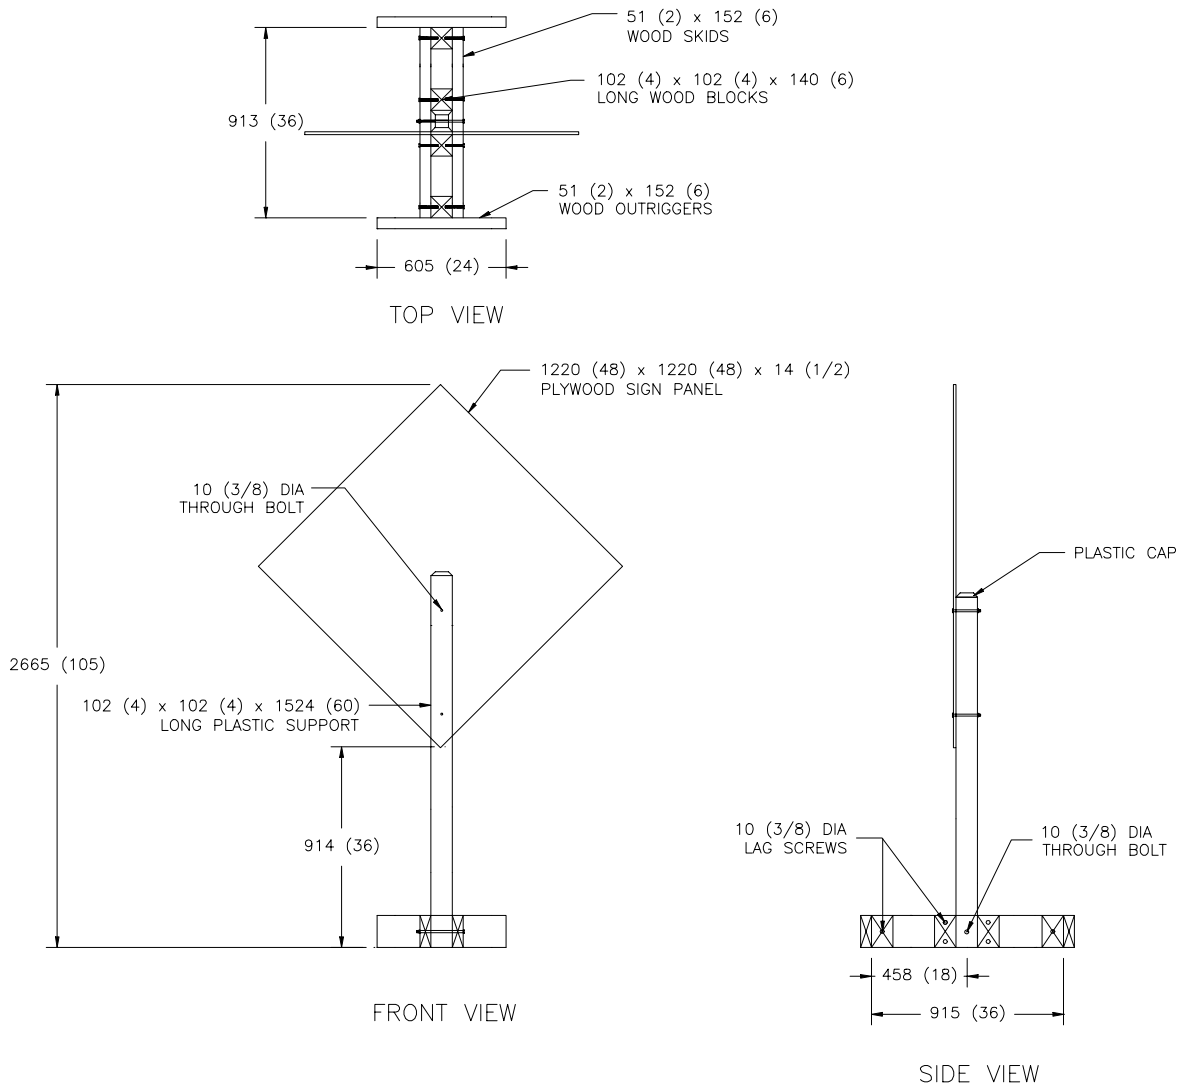 51 (2) x 152 (6)
WOOD SKIDS
102 (4) x 102 (4) x 140 (6)
LONG WOOD BLOCKS
913 (36)
51 (2) x 152 (6)
WOOD OUTRIGGERS
605 (24)
TOP VIEW
1220 (48) x 1220 (48) x 14 (1/2)
PLYWOOD SIGN PANEL
10 (3/8) DIA
THROUGH BOLT
PLASTIC CAP
2665 (105)
102 (4) x 102 (4) x 1524 (60)
LONG PLASTIC SUPPORT
914 (36)
10 (3/8) DIA
LAG SCREWS
10 (3/8) DIA
THROUGH BOLT
458 (18)
915 (36)
FRONT VIEW
SIDE VIEW